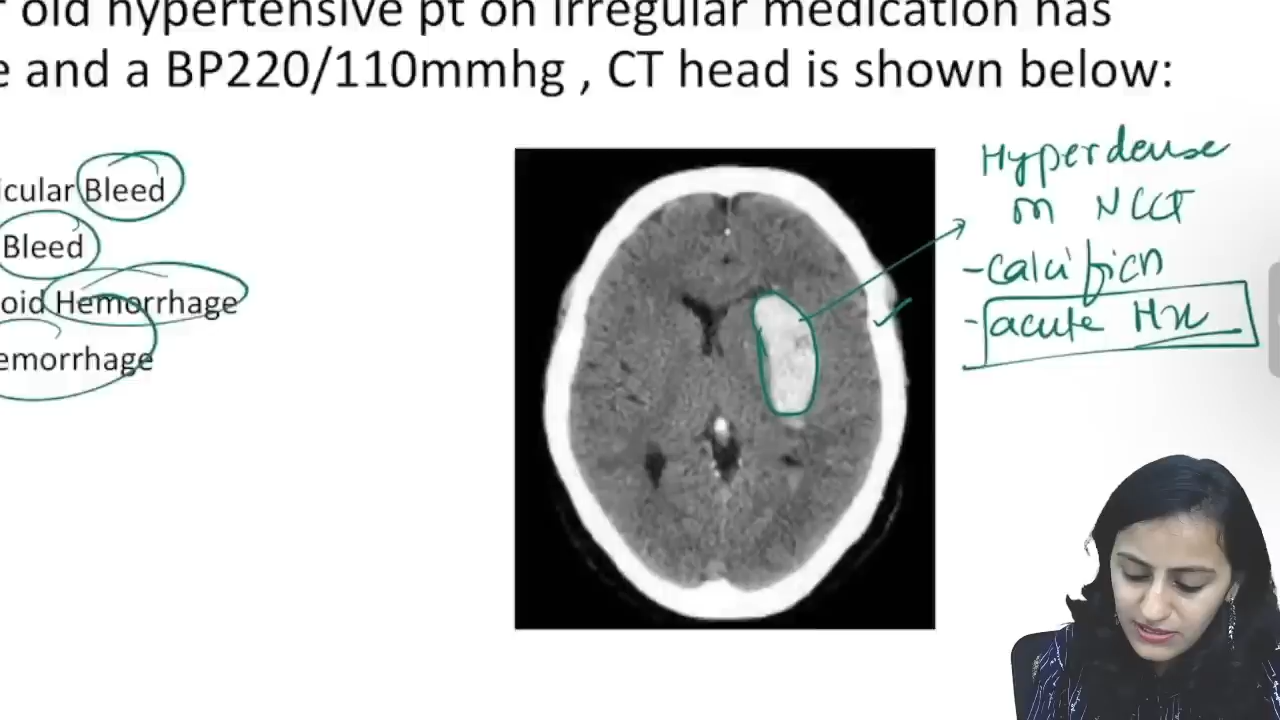 r old hypertensive pt on irregular medication has
e and a BP220/110mmhg , CT head is shown below:
icular Bleed
Bleed
oid Hemorrhage
emorrhage
Hyperdense
on NCCT
-calcificn
-acute Hx